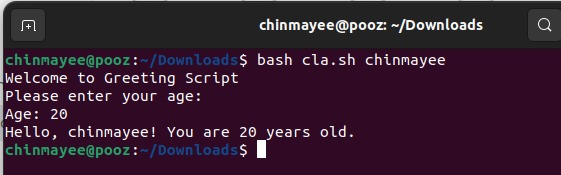 chinmayee@pooz: ~/Downloads
chinmayee@pooz:~/Downloads$ bash cla.sh chinmayee
Welcome to Greeting Script
Please enter your age:
Age: 20
Hello, chinmayee! You are 20 years old.
chinmayee@pooz:~/Downloads$